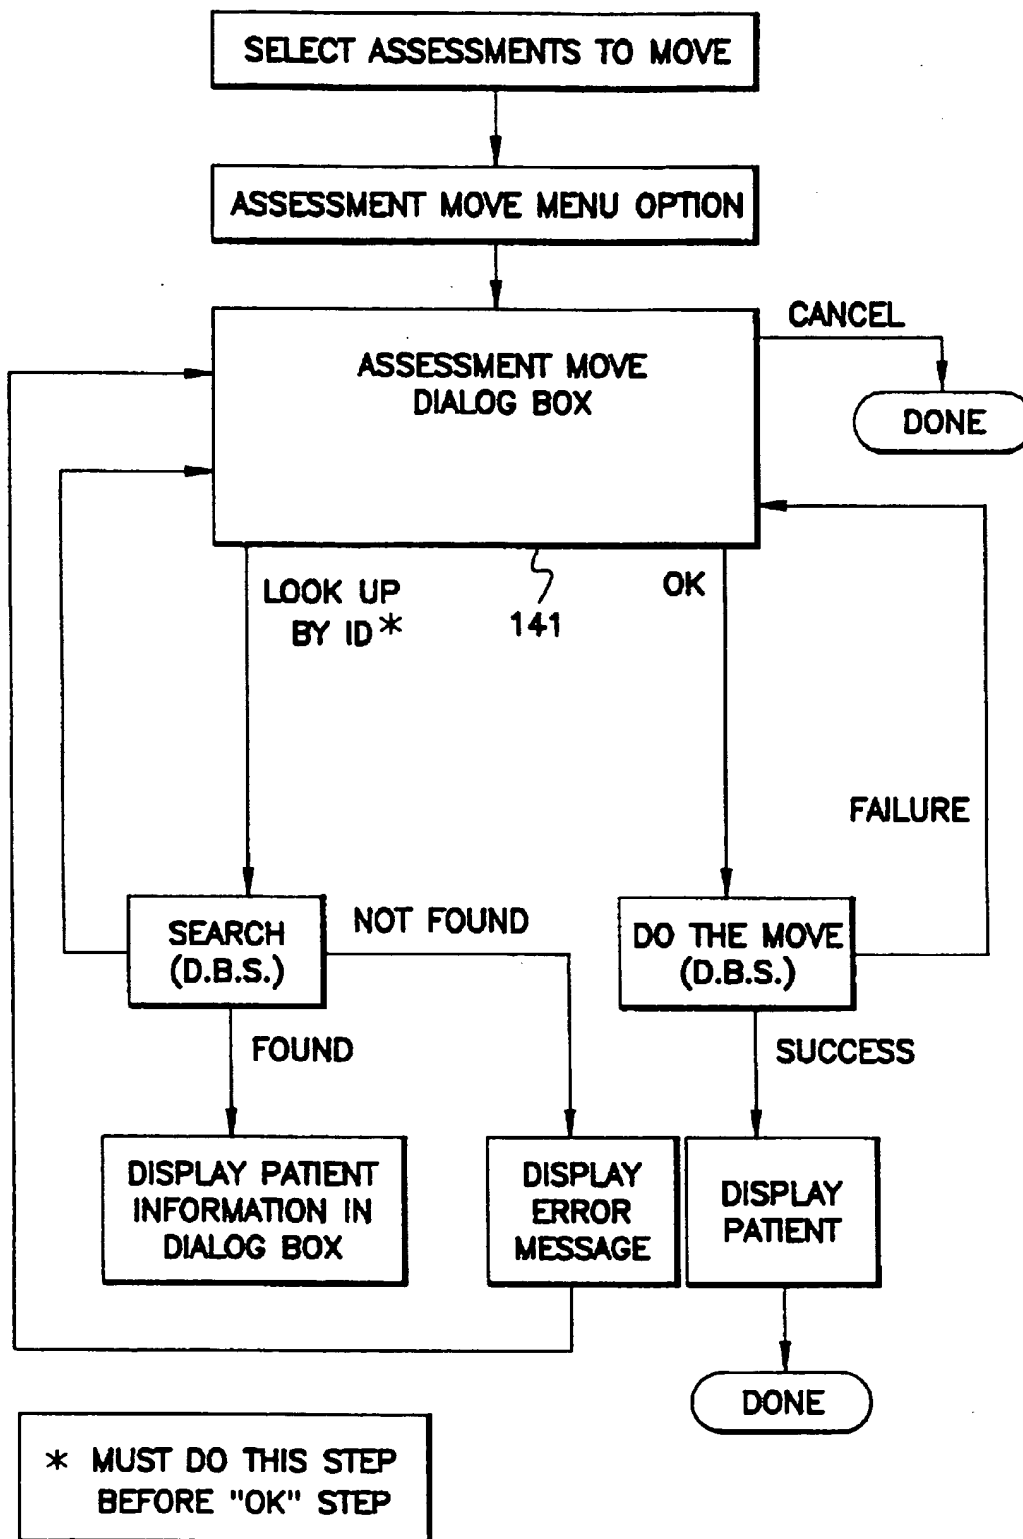 SELECT ASSESSMENTS TO MOVE
ASSESSMENT MOVE MENU OPTION
ASSESSMENT MOVE
DIALOG BOX
CANCEL
DONE
LOOK UP
BY ID*
141
OK
FAILURE
SEARCH
(D.B.S.)
NOT FOUND
DO THE MOVE
(D.B.S.)
FOUND
SUCCESS
DISPLAY PATIENT
INFORMATION IN
DIALOG BOX
DISPLAY
ERROR
MESSAGE
DISPLAY
PATIENT
DONE
* MUST DO THIS STEP
BEFORE "OK" STEP